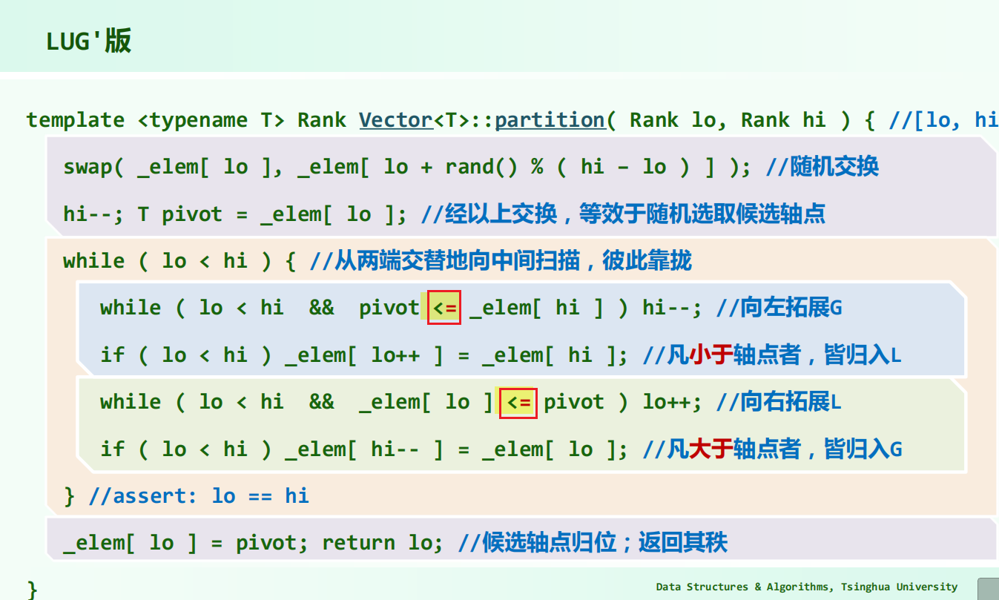 LUG'版
template <typename T> Rank Vector<T>::partition( Rank lo, Rank hi ) { //[lo, hi
swap( _elem[ lo ], _elem[ lo + rand() % ( hi – lo ) ] ); //随机交换
hi--; T pivot = _elem[ lo ]; //经以上交换，等效于随机选取候选轴点
while ( lo < hi ) { //从两端交替地向中间扫描，彼此靠拢
while ( lo < hi && pivot <= _elem[ hi ] ) hi--; //向左拓展G
if ( lo < hi ) _elem[ lo++ ] = _elem[ hi ]; //凡小于轴点者，皆归入L
while ( lo < hi && _elem[ lo ] <= pivot ) lo++; //向右拓展L
if ( lo < hi ) _elem[ hi-- ] = _elem[ lo ]; //凡大于轴点者，皆归入G
} //assert: lo == hi
_elem[ lo ] = pivot; return lo; //候选轴点归位；返回其秩
}
Data Structures & Algorithms, Tsinghua University